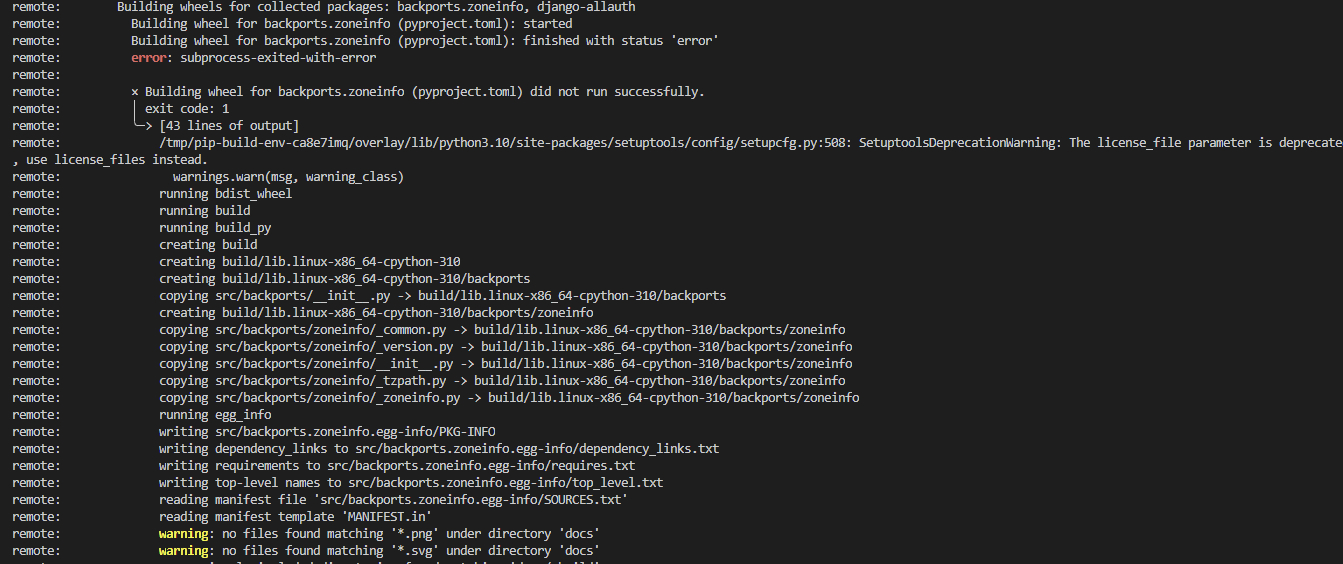 remote:        Building wheels for collected packages: backports.zoneinfo, django-allauth
remote:          Building wheel for backports.zoneinfo (pyproject.toml): started
remote:          Building wheel for backports.zoneinfo (pyproject.toml): finished with status 'error'
remote:          error: subprocess-exited-with-error
remote:
remote:          × Building wheel for backports.zoneinfo (pyproject.toml) did not run successfully.
remote:          │ exit code: 1
remote:          ╰─> [43 lines of output]
remote:              /tmp/pip-build-env-ca8e7imq/overlay/lib/python3.10/site-packages/setuptools/config/setupcfg.py:508: SetuptoolsDeprecationWarning: The license_file parameter is deprecate
, use license_files instead.
remote:                warnings.warn(msg, warning_class)
remote:              running bdist_wheel
remote:              running build
remote:              running build_py
remote:              creating build
remote:              creating build/lib.linux-x86_64-cpython-310
remote:              creating build/lib.linux-x86_64-cpython-310/backports
remote:              copying src/backports/__init__.py -> build/lib.linux-x86_64-cpython-310/backports
remote:              creating build/lib.linux-x86_64-cpython-310/backports/zoneinfo
remote:              copying src/backports/zoneinfo/_common.py -> build/lib.linux-x86_64-cpython-310/backports/zoneinfo
remote:              copying src/backports/zoneinfo/_version.py -> build/lib.linux-x86_64-cpython-310/backports/zoneinfo
remote:              copying src/backports/zoneinfo/__init__.py -> build/lib.linux-x86_64-cpython-310/backports/zoneinfo
remote:              copying src/backports/zoneinfo/_tzpath.py -> build/lib.linux-x86_64-cpython-310/backports/zoneinfo
remote:              copying src/backports/zoneinfo/_zoneinfo.py -> build/lib.linux-x86_64-cpython-310/backports/zoneinfo
remote:              running egg_info
remote:              writing src/backports.zoneinfo.egg-info/PKG-INFO
remote:              writing dependency_links to src/backports.zoneinfo.egg-info/dependency_links.txt
remote:              writing requirements to src/backports.zoneinfo.egg-info/requires.txt
remote:              writing top-level names to src/backports.zoneinfo.egg-info/top_level.txt
remote:              reading manifest file 'src/backports.zoneinfo.egg-info/SOURCES.txt'
remote:              reading manifest template 'MANIFEST.in'
remote:              warning: no files found matching '*.png' under directory 'docs'
remote:              warning: no files found matching '*.svg' under directory 'docs'